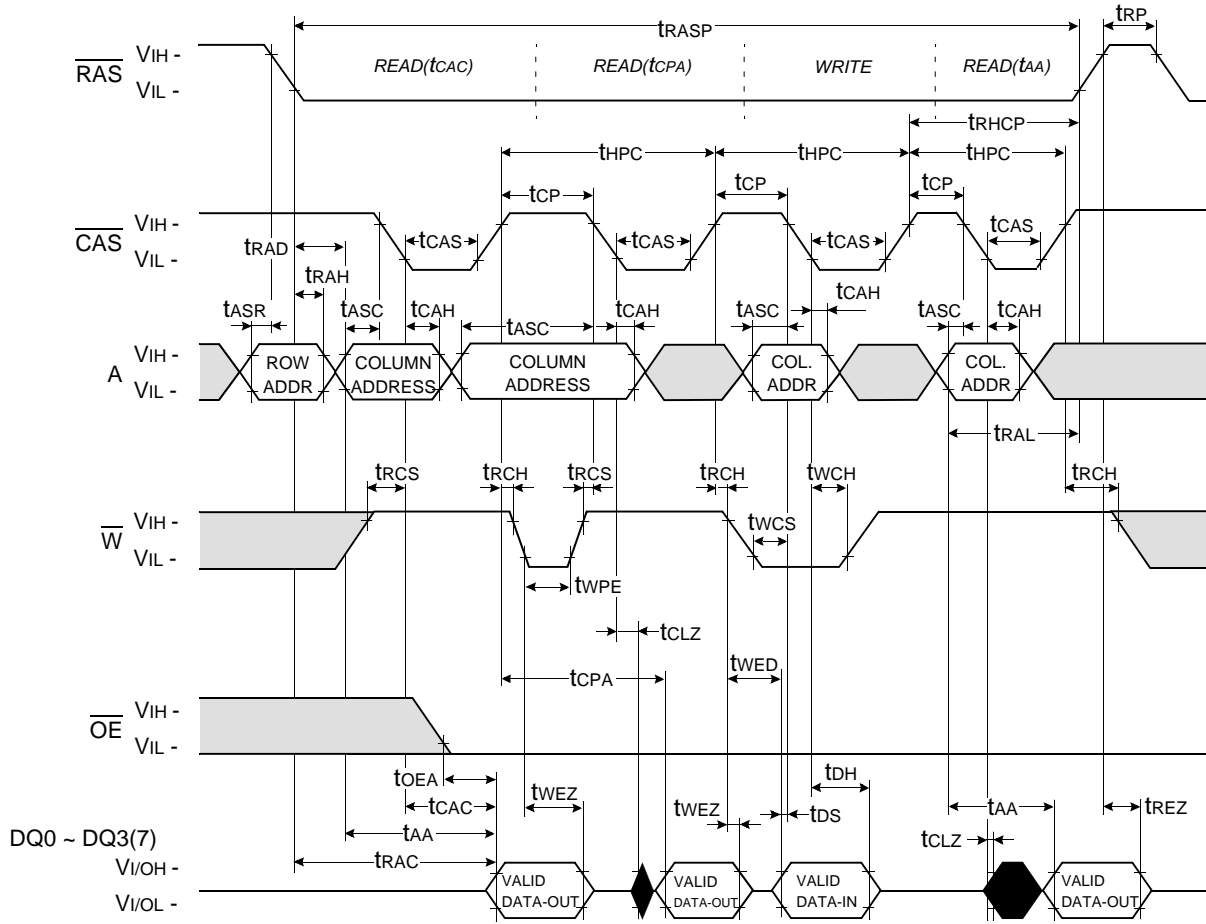 tRASP
tRP
RAS
VIH -
VIL -
READ(tCAC)
READ(tCPA)
WRITE
READ(tAA)
tRHCP
tHPC
tHPC
tHPC
tCP
tCP
tCP
CAS
VIH -
VIL -
tCAS
tCAS
tCAS
tCAS
tRAD
tRAH
tASR
tASC
tCAH
tASC
tCAH
tASC
tCAH
tASC
tCAH
A
VIH -
VIL -
ROW
ADDR
COLUMN
ADDRESS
COLUMN
ADDRESS
COL.
ADDR
COL.
ADDR
tRAL
tRCS
tRCH
tRCS
tRCH
tWCH
tRCH
W
VIH -
VIL -
tWCS
tWPE
tCLZ
tCPA
tWED
OE
VIH -
VIL -
tOEA
tCAC
tAA
tRAC
tWEZ
tWEZ
tDH
tDS
tAA
tCLZ
tREZ
DQ0 ~ DQ3(7)
VI/OH -
VI/OL -
VALID
DATA-OUT
VALID
DATA-OUT
VALID
DATA-IN
VALID
DATA-OUT